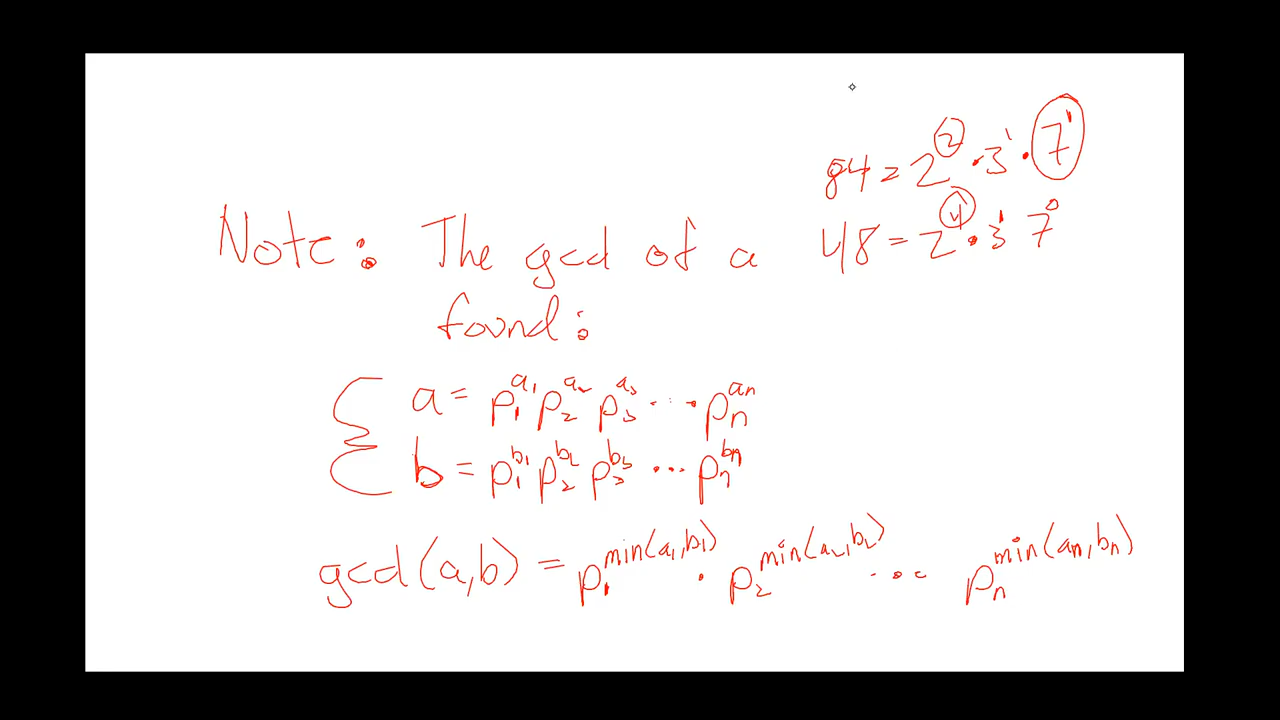 84 = 2² · 3¹ · 7¹
48 = 2⁴ · 3¹ 7⁰
Note: The gcd of a
found:
a = p₁^a₁ p₂^a₂ p₃^a₃ ... pₙ^aₙ
b = p₁^b₁ p₂^b₂ p₃^b₃ ... pₙ^bₙ
gcd(a,b) = p₁^min(a₁,b₁) · p₂^min(a₂,b₂) ... pₙ^min(aₙ,bₙ)